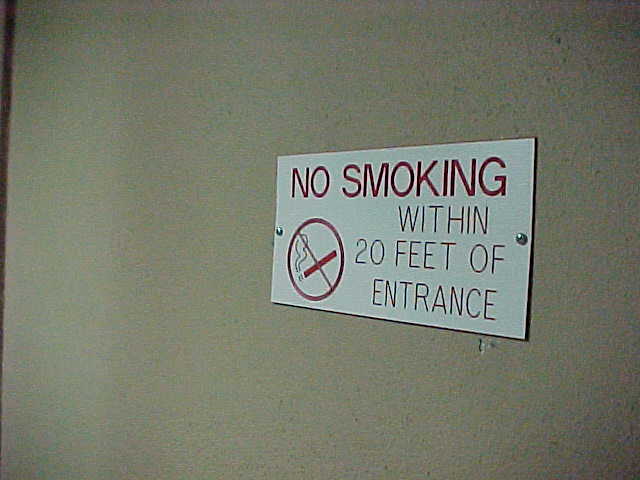 NO SMOKING
WITHIN
20 FEET OF
ENTRANCE